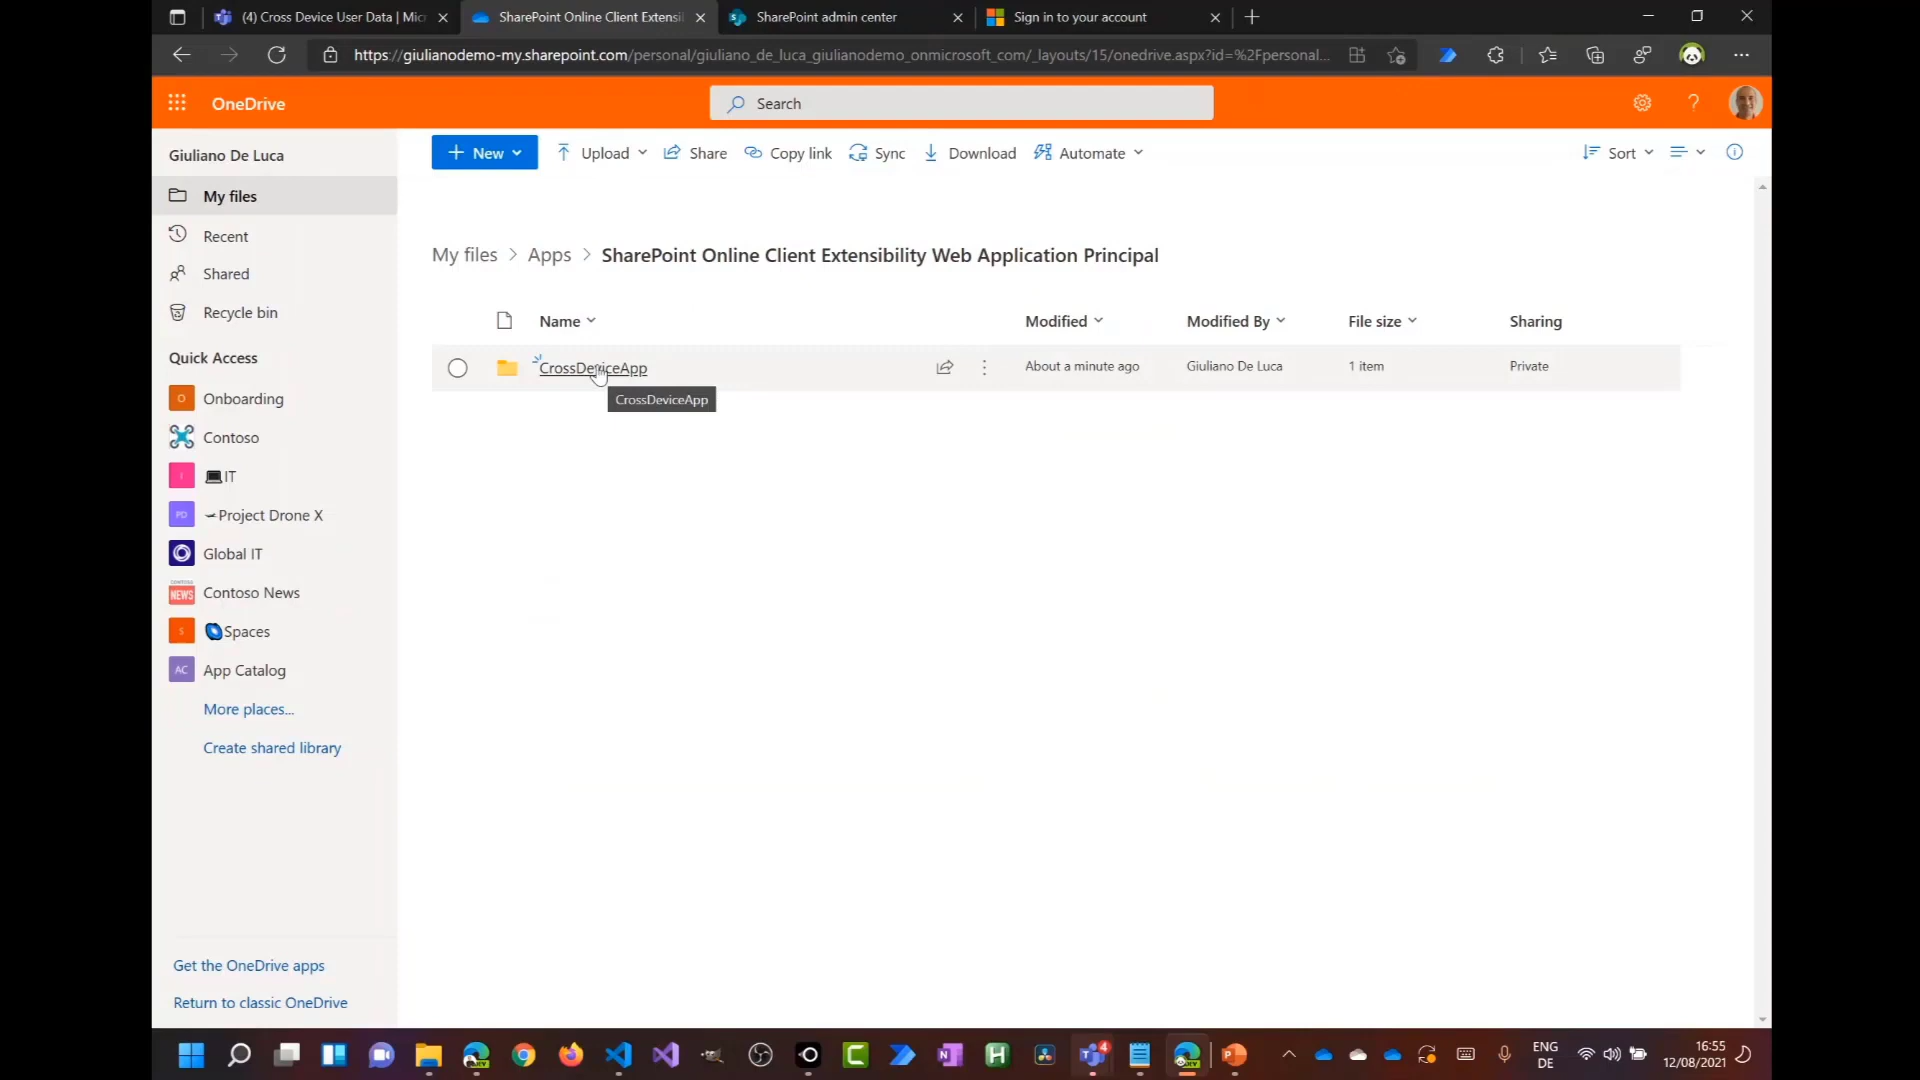 (4) Cross Device User Data | Mic
SharePoint Online Client Extensil
SharePoint admin center
Sign in to your account
https://giulianodemo-my.sharepoint.com/personal/giuliano_de_luca_giulianodemo_onmicrosoft_com/_layouts/15/onedrive.aspx?id=%2Fpersonal...
OneDrive
Search
?
Giuliano De Luca
New
Upload
Share
Copy link
Sync
Download
Automate
Sort
My files
Recent
Shared
Recycle bin
Quick Access
O
Onboarding
Contoso
I
IT
PD
Project Drone X
Global IT
NEWS
Contoso News
S
Spaces
AC
App Catalog
More places...
Create shared library
Get the OneDrive apps
Return to classic OneDrive
My files > Apps > SharePoint Online Client Extensibility Web Application Principal
Name
Modified
Modified By
File size
Sharing
CrossDeviceApp
About a minute ago
Giuliano De Luca
1 item
Private
CrossDeviceApp
4
ENG
DE
16:55
12/08/2021